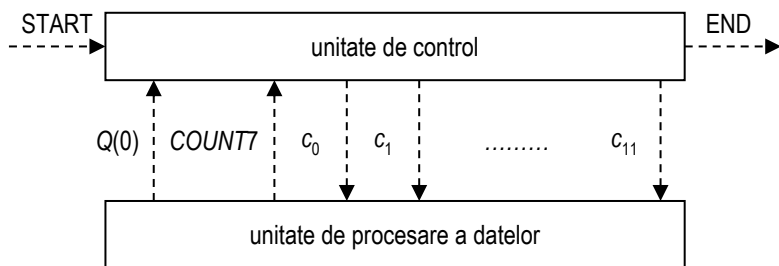 START END
unitate de control
Q(0) COUNT7 c₀ c₁ ......... c₁₁
unitate de procesare a datelor